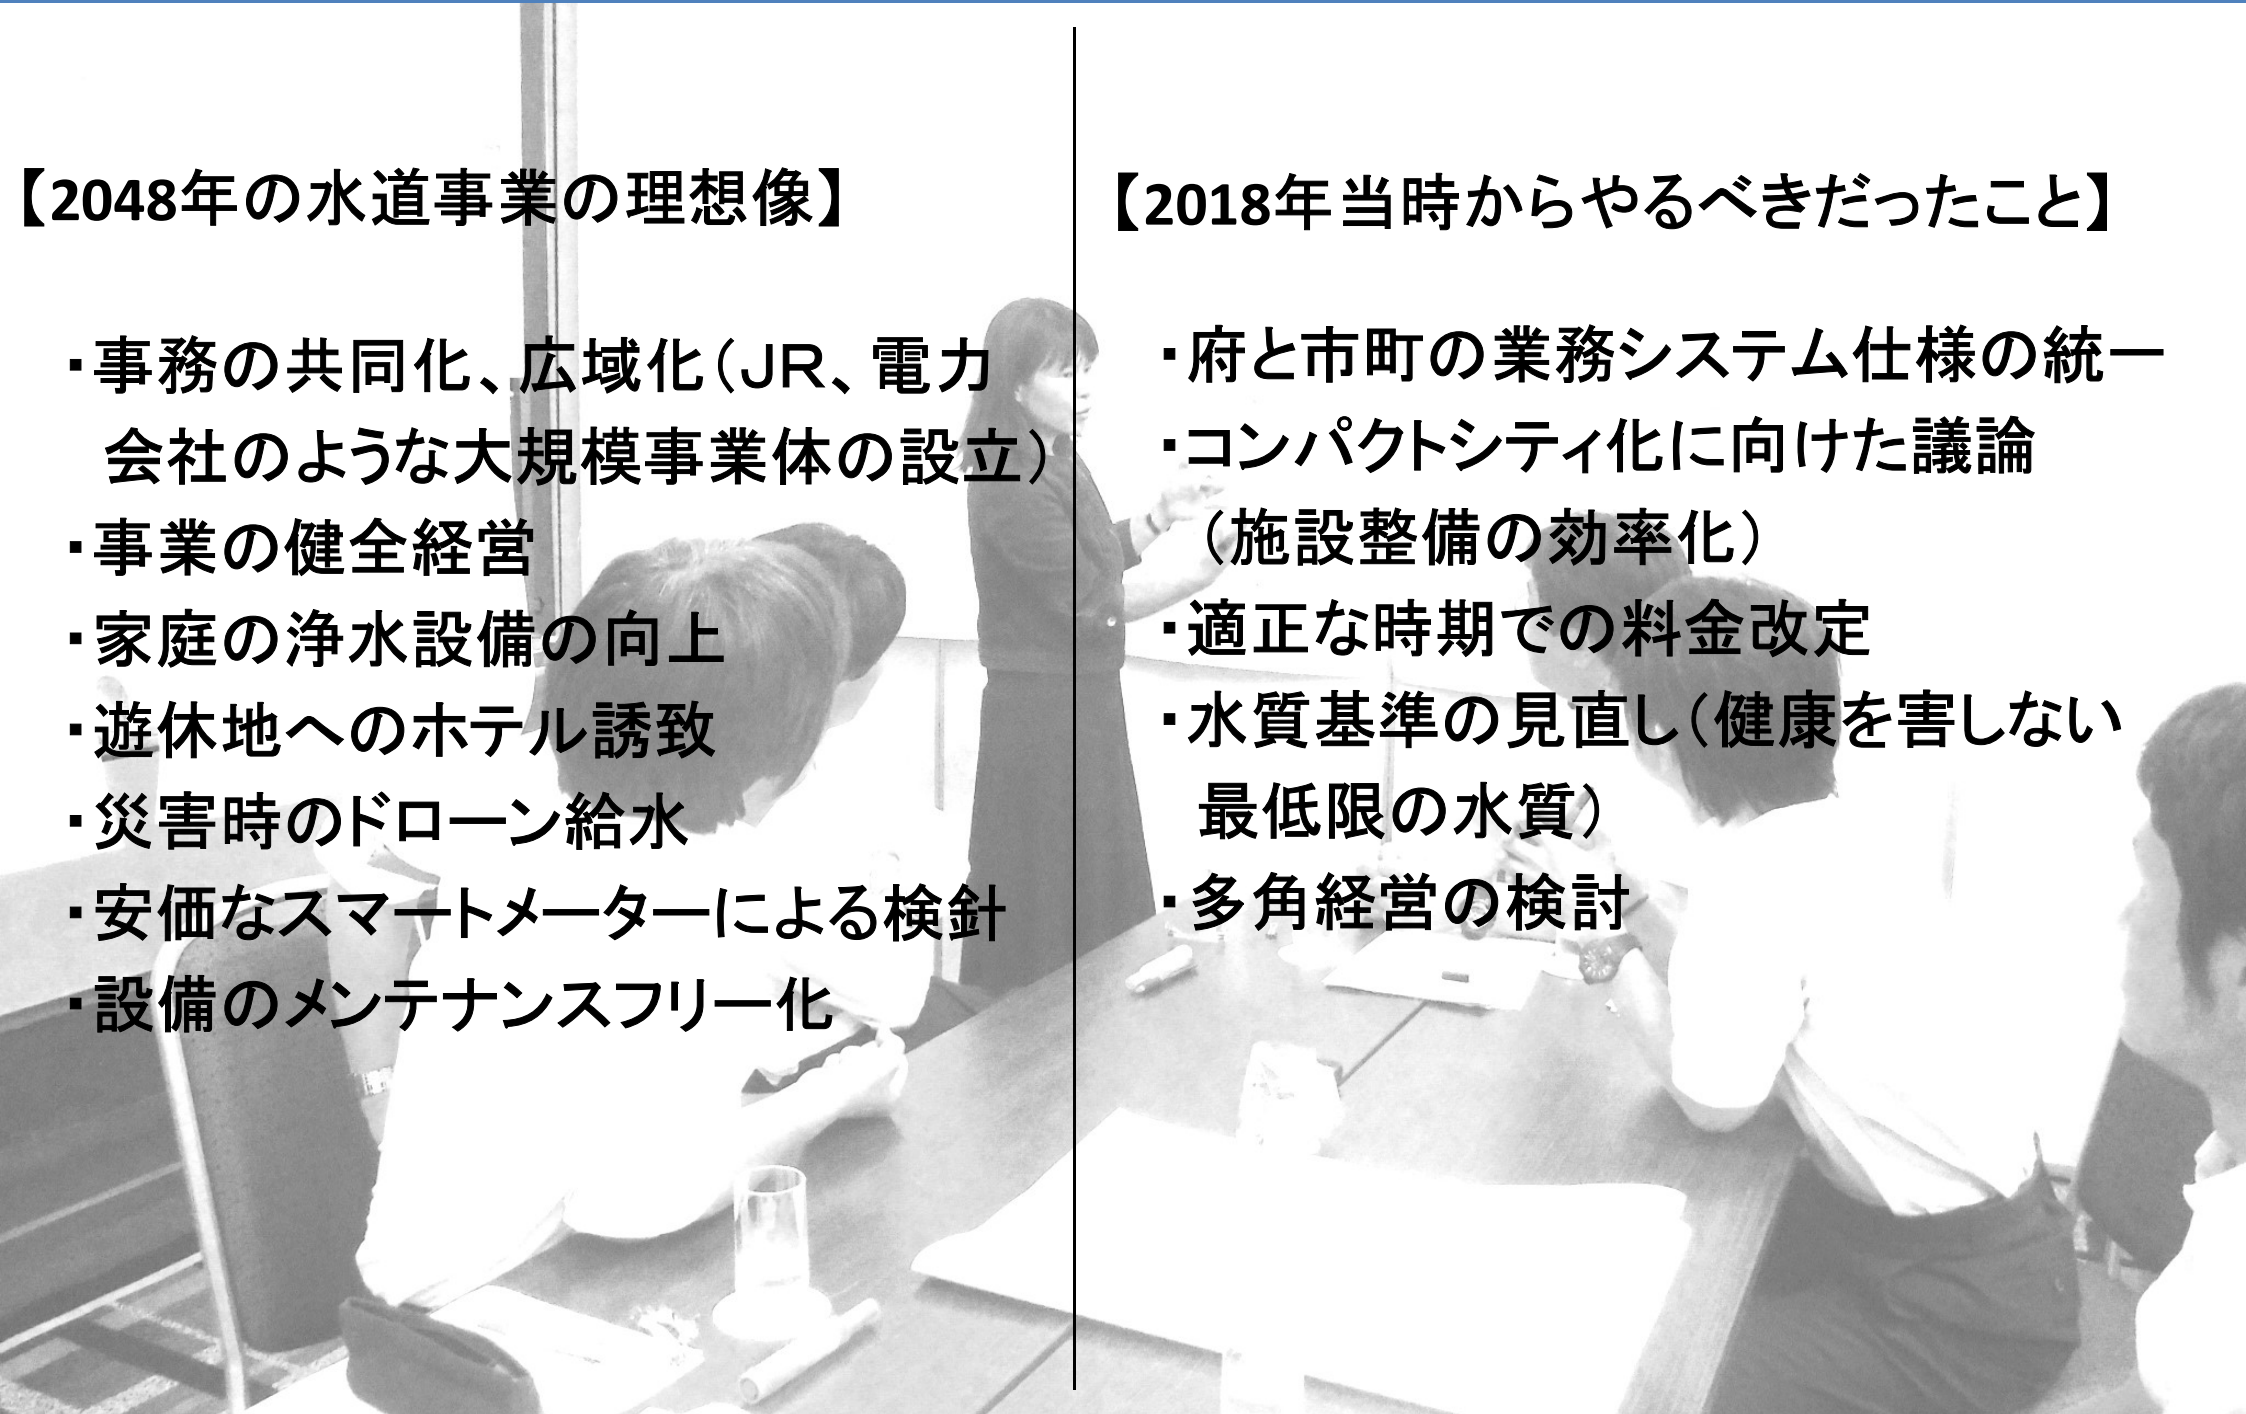 【2048年の水道事業の理想像】
・事務の共同化、広域化（JR、電力
会社のような大規模事業体の設立）
・事業の健全経営
・家庭の浄水設備の向上
・遊休地へのホテル誘致
・災害時のドローン給水
・安価なスマートメーターによる検針
・設備のメンテナンスフリー化
【2018年当時からやるべきだったこと】
・府と市町の業務システム仕様の統一
・コンパクトシティ化に向けた議論
（施設整備の効率化）
・適正な時期での料金改定
・水質基準の見直し（健康を害しない
最低限の水質）
・多角経営の検討